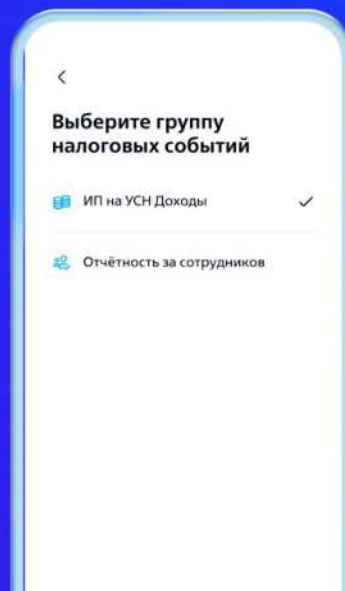 Выберите группу
налоговых событий
ИП на УСН Доходы
Отчётность за сотрудников